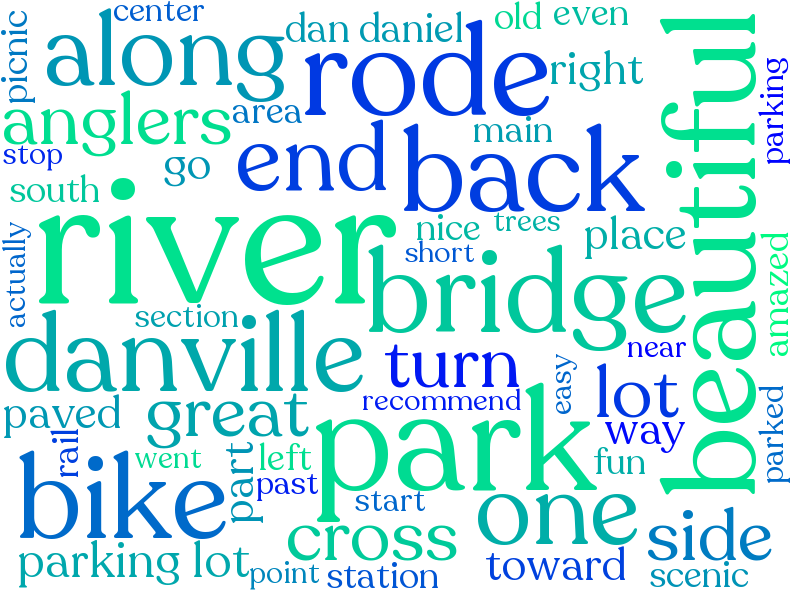 center
picnic
along
dan daniel
old
even
rode
right
beautiful
parking
anglers
area
main
stop
go
end
back
south
river
actually
nice
trees
place
short
amazed
bridge
section
danville
near
turn
easy
lot
recommend
paved
great
parked
park
way
rail
bike
went
part
left
past
fun
start
one
cross
side
parking lot
point
station
toward
scenic